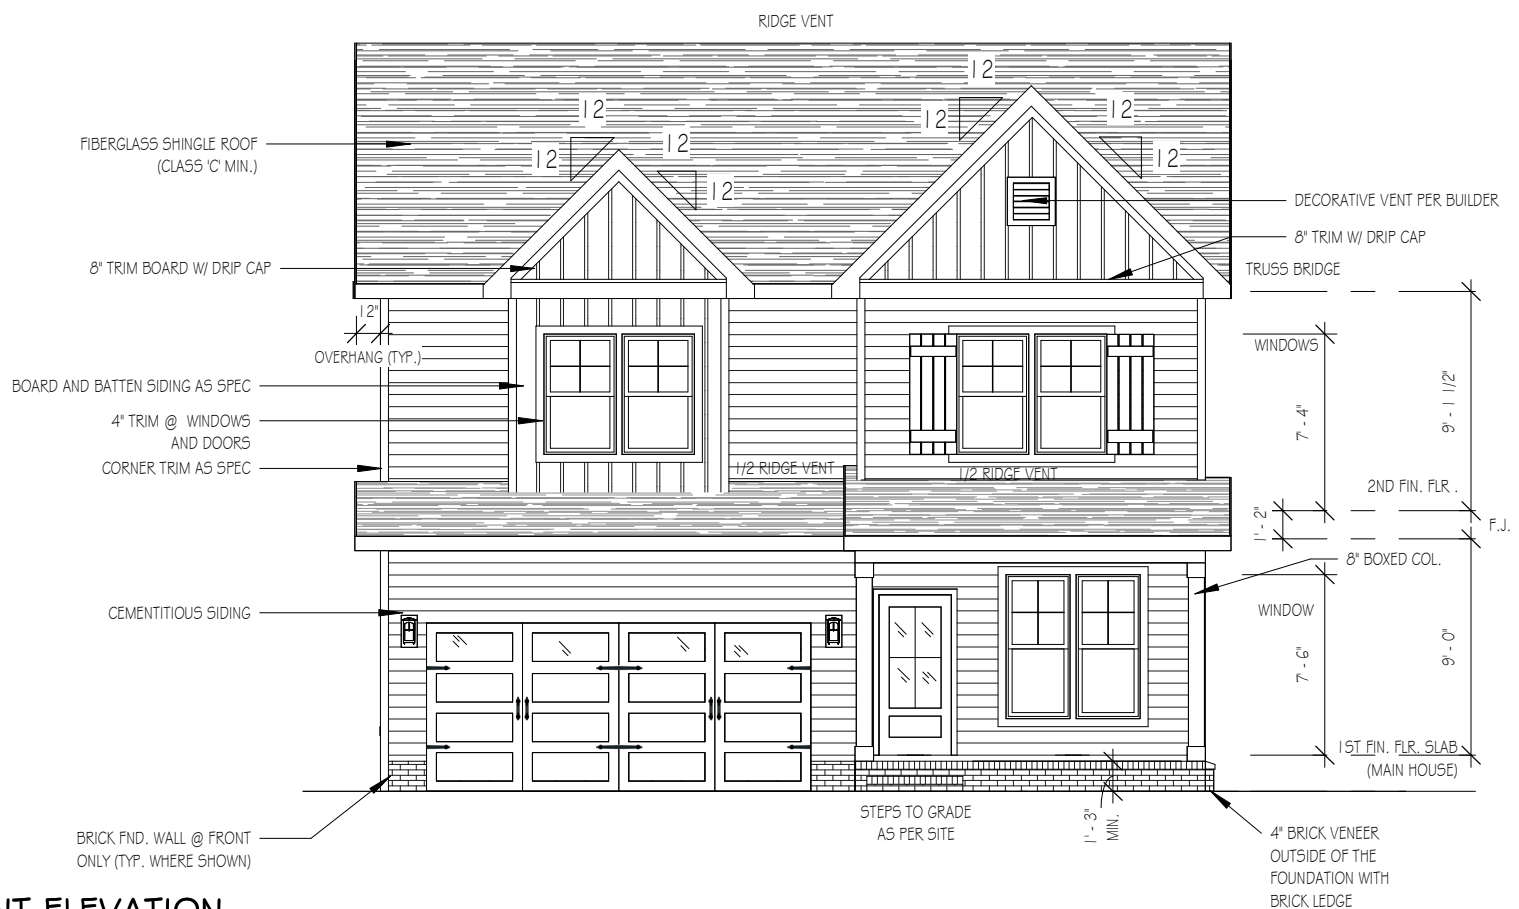 RIDGE VENT
12
12
12
12
12
12
12
12
FIBERGLASS SHINGLE ROOF
(CLASS 'C' MIN.)
DECORATIVE VENT PER BUILDER
8" TRIM W/ DRIP CAP
8" TRIM BOARD W/ DRIP CAP
TRUSS BRIDGE
12"
OVERHANG (TYP.)
WINDOWS
BOARD AND BATTEN SIDING AS SPEC
7' - 4"
9' - 1 1/2"
4" TRIM @ WINDOWS
AND DOORS
CORNER TRIM AS SPEC
1/2 RIDGE VENT
1/2 RIDGE VENT
2ND FIN. FLR .
1' - 2"
F.J.
8" BOXED COL.
CEMENTITIOUS SIDING
WINDOW
7' - 6"
9' - 0"
1ST FIN. FLR. SLAB
(MAIN HOUSE)
STEPS TO GRADE
AS PER SITE
1' - 3"
MIN.
BRICK FND. WALL @ FRONT
ONLY (TYP. WHERE SHOWN)
4" BRICK VENEER
OUTSIDE OF THE
FOUNDATION WITH
BRICK LEDGE
NT ELEVATION